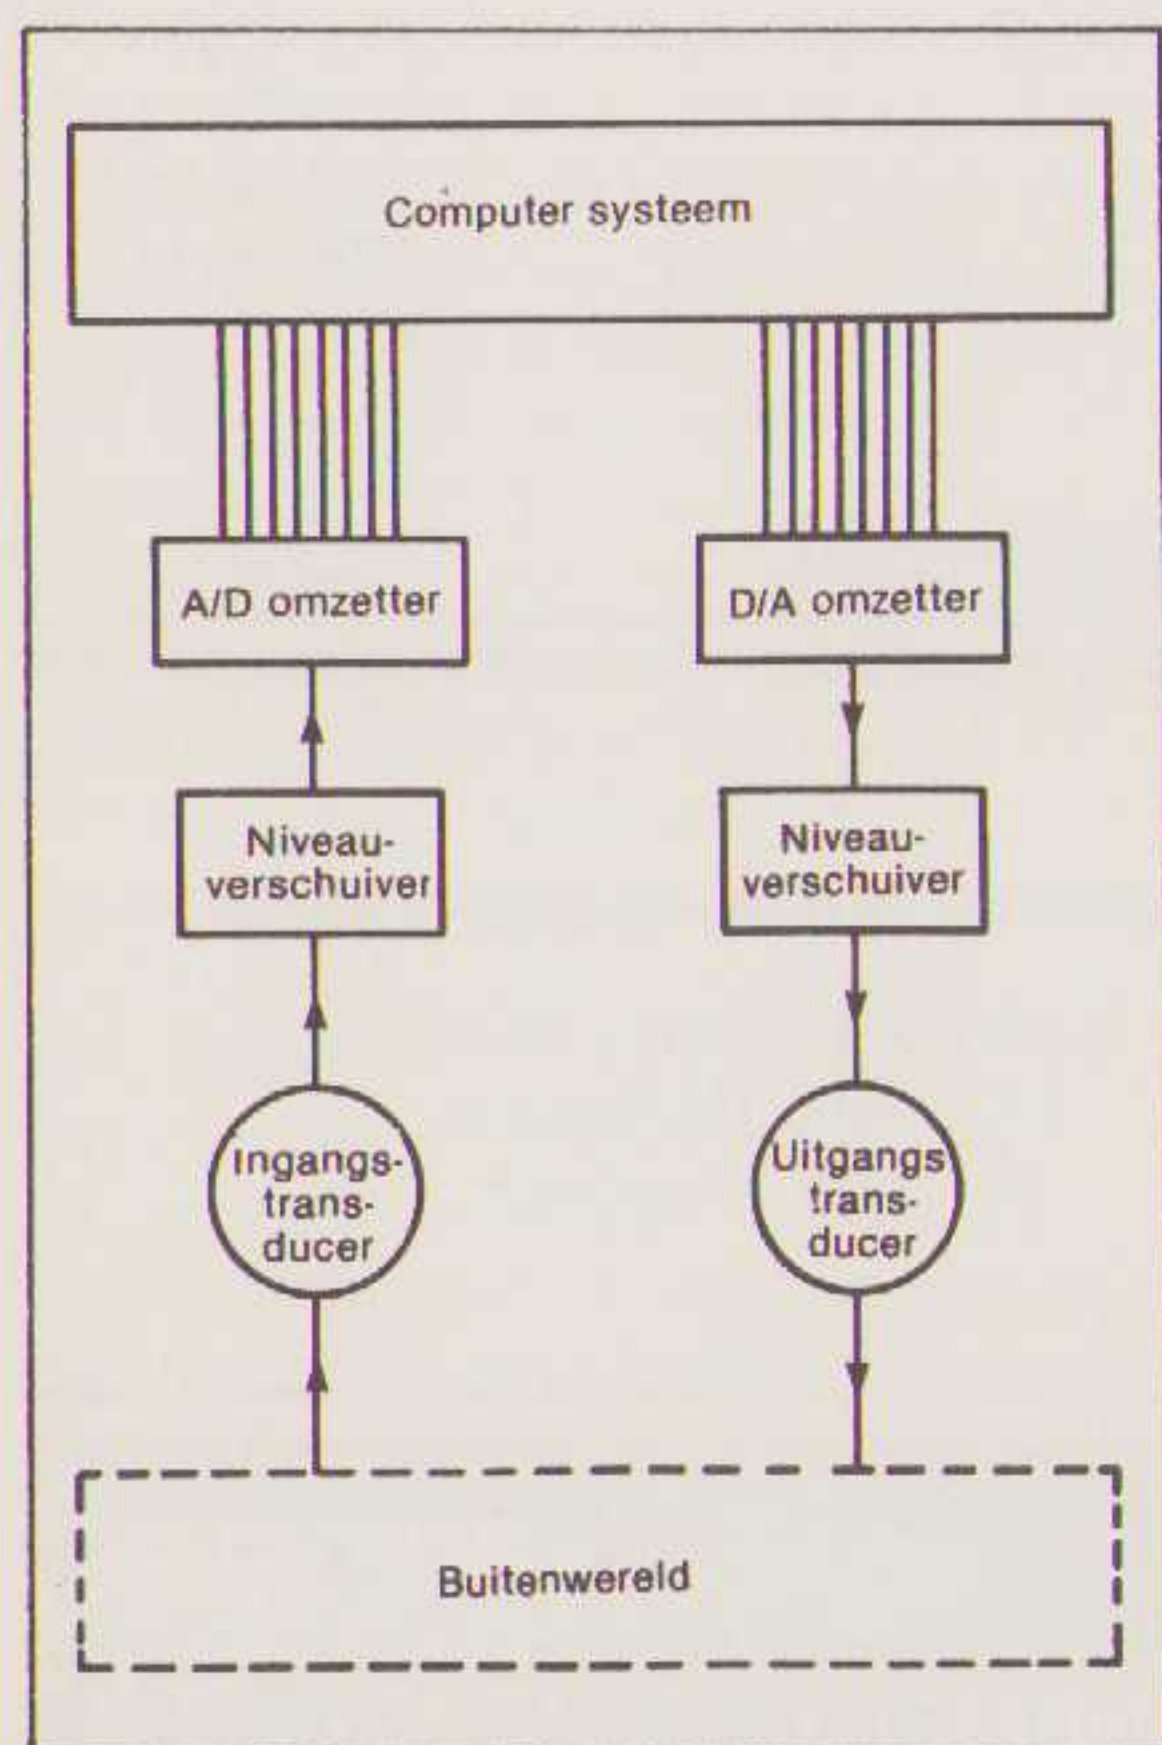 Computer systeem
A/D omzetter
D/A omzetter
Niveau-
verschuiver
Niveau-
verschuiver
Ingangs-
trans-
ducer
Uitgangs
trans-
ducer
Buitenwereld